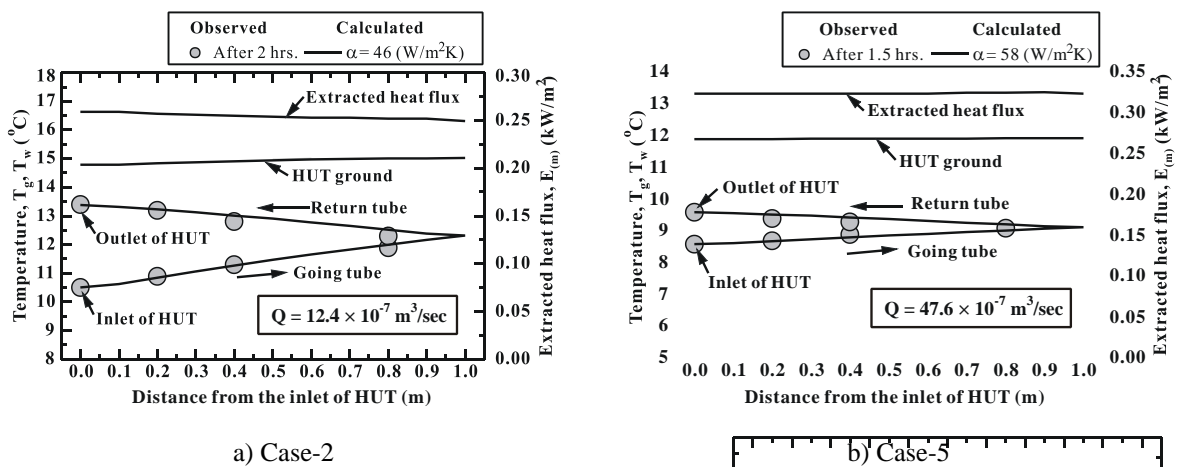 Observed Calculated
After 2 hrs. α = 46 (W/m²K)
Temperature, T_g, T_w (°C)
18
17
16
15
14
13
12
11
10
9
8
Extracted heat flux
HUT ground
Return tube
Outlet of HUT
Going tube
Inlet of HUT
Q = 12.4 × 10⁻⁷ m³/sec
0.30
0.25
0.20
0.15
0.10
0.05
0.00
Extracted heat flux, E_(m) (kW/m²)
0.0 0.1 0.2 0.3 0.4 0.5 0.6 0.7 0.8 0.9 1.0
Distance from the inlet of HUT (m)
a) Case-2
Observed Calculated
After 1.5 hrs. α = 58 (W/m²K)
Temperature, T_g, T_w (°C)
14
13
12
11
10
9
8
7
6
5
Extracted heat flux
HUT ground
Outlet of HUT
Return tube
Going tube
Inlet of HUT
Q = 47.6 × 10⁻⁷ m³/sec
0.35
0.30
0.25
0.20
0.15
0.10
0.05
0.00
Extracted heat flux, E_(m) (kW/m²)
0.0 0.1 0.2 0.3 0.4 0.5 0.6 0.7 0.8 0.9 1.0
Distance from the inlet of HUT (m)
b) Case-5